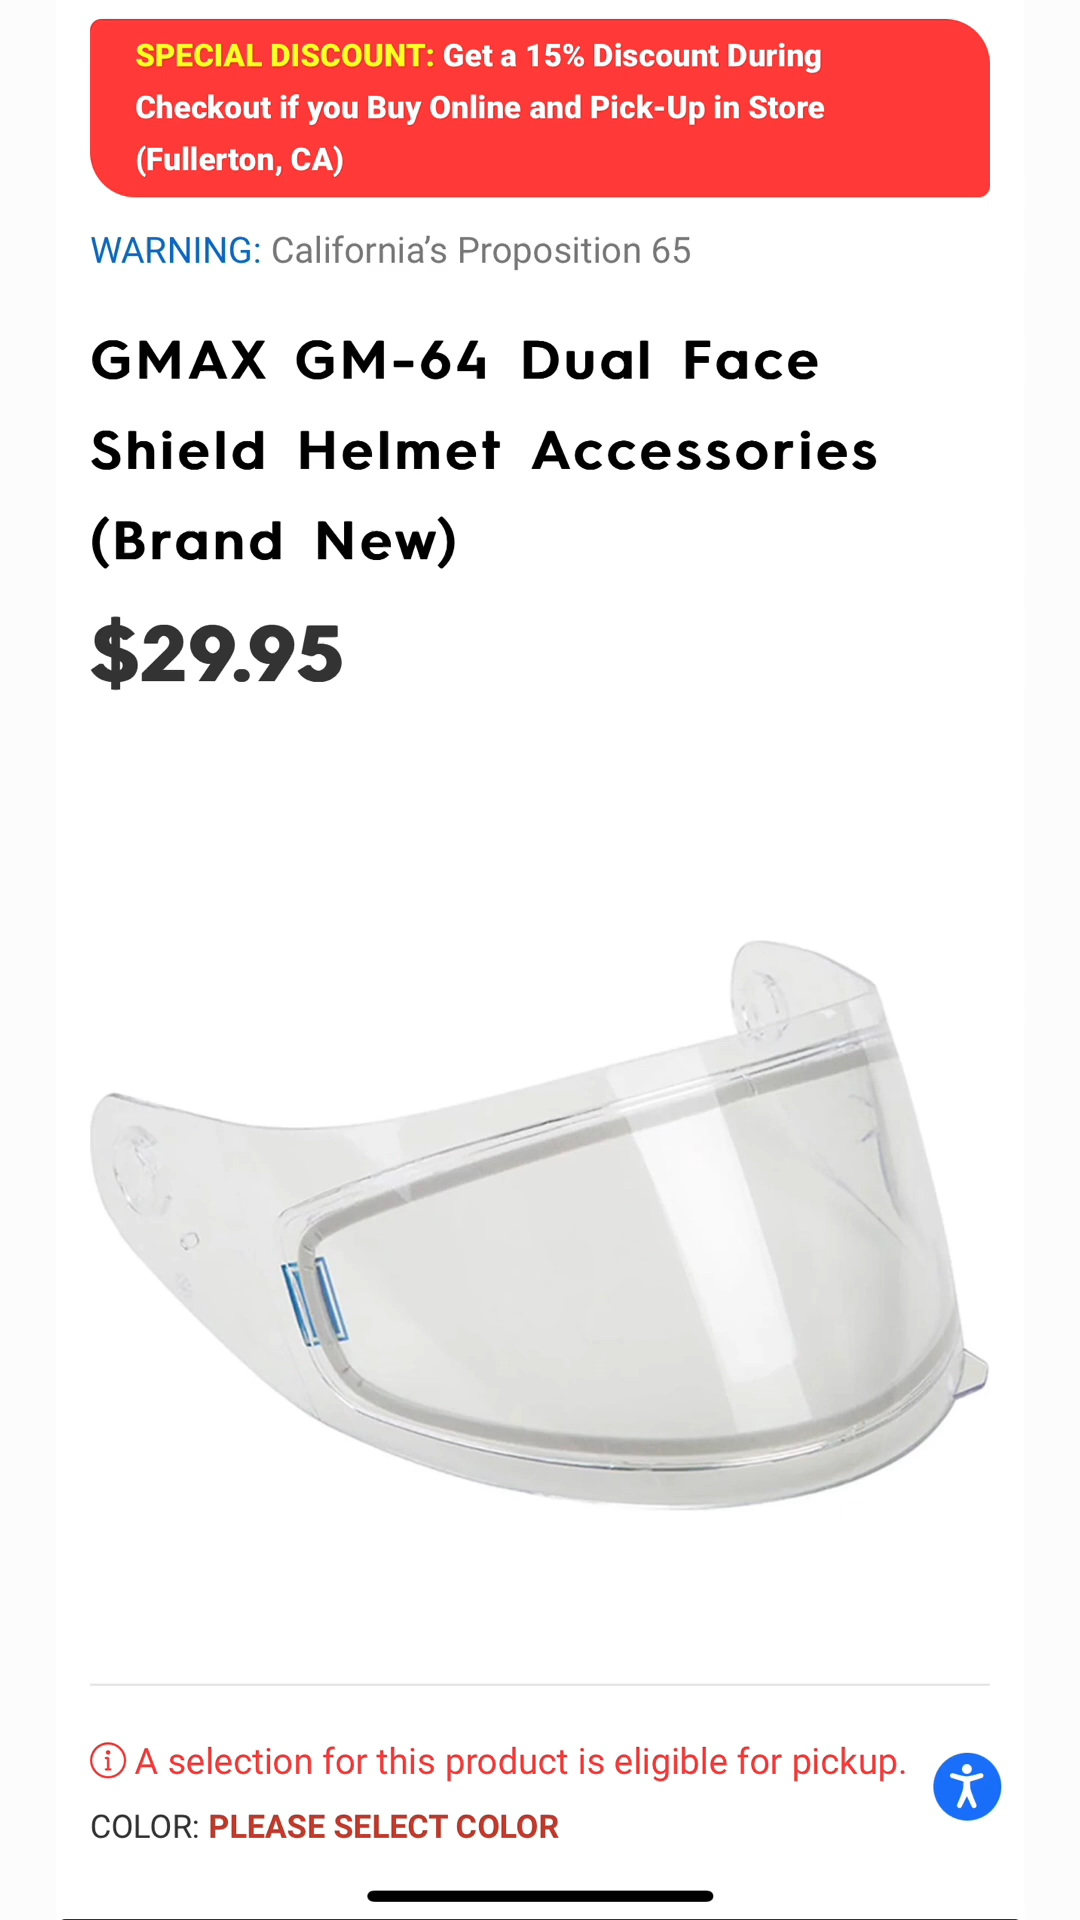 SPECIAL DISCOUNT: Get a 15% Discount During
Checkout if you Buy Online and Pick-Up in Store
(Fullerton, CA)
WARNING: California’s Proposition 65
GMAX GM-64 Dual Face
Shield Helmet Accessories
(Brand New)
$29.95
A selection for this product is eligible for pickup.
COLOR: PLEASE SELECT COLOR